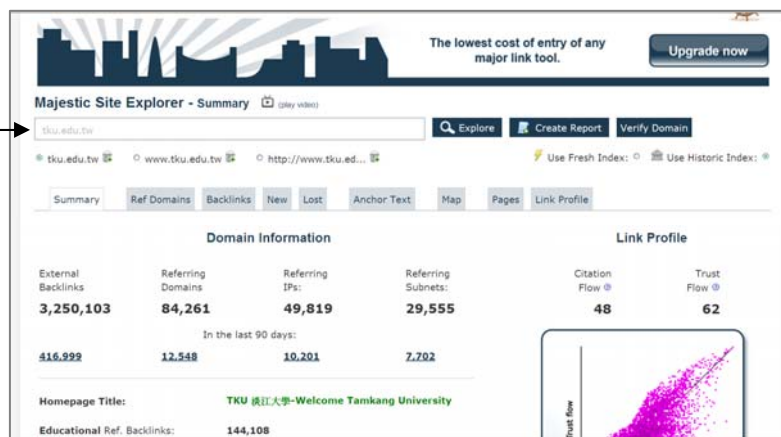 The lowest cost of entry of any
major link tool.
Upgrade now
Majestic Site Explorer - Summary (play video)
tku.edu.tw
Explore Create Report Verify Domain
tku.edu.tw www.tku.edu.tw http://www.tku.ed... Use Fresh Index: Use Historic Index:
Summary Ref Domains Backlinks New Lost Anchor Text Map Pages Link Profile
Domain Information Link Profile
External Backlinks Referring Domains Referring IPs: Referring Subnets: Citation Flow Trust Flow
3,250,103 84,261 49,819 29,555 48 62
In the last 90 days:
416,999 12,548 10,201 7,702
Homepage Title: TKU 淡江大學-Welcome Tamkang University
Educational Ref. Backlinks: 144,108
Trust flow